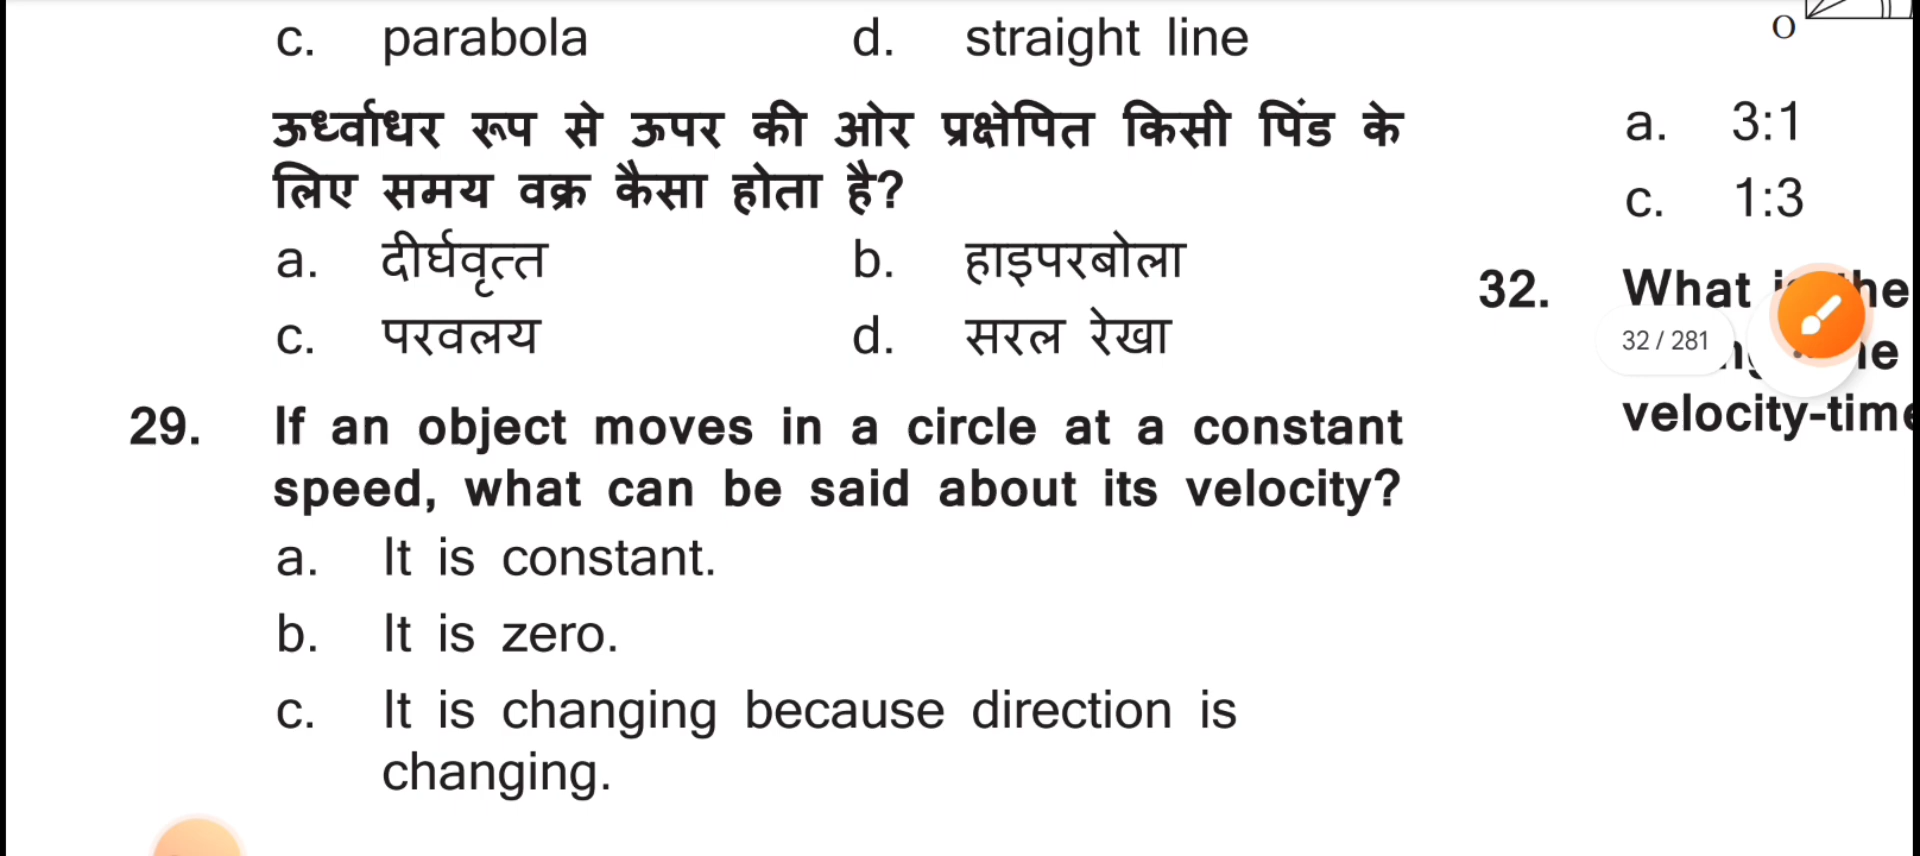 c. parabola d. straight line
ऊर्ध्वाधर रूप से ऊपर की ओर प्रक्षेपित किसी पिंड के
लिए समय वक्र कैसा होता है?
a. दीर्घवृत्त b. हाइपरबोला
c. परवलय d. सरल रेखा
29. If an object moves in a circle at a constant
speed, what can be said about its velocity?
a. It is constant.
b. It is zero.
c. It is changing because direction is
changing.
O
a. 3:1
c. 1:3
32. What
32 / 281
velocity-time